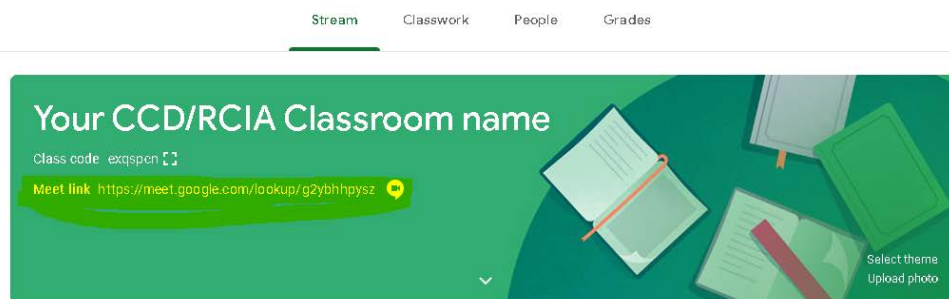 Stream Classwork People Grades
Your CCD/RCIA Classroom name
Class code exqspcn
Meet link https://meet.google.com/lookup/g2ybhhpysz
Select theme
Upload photo